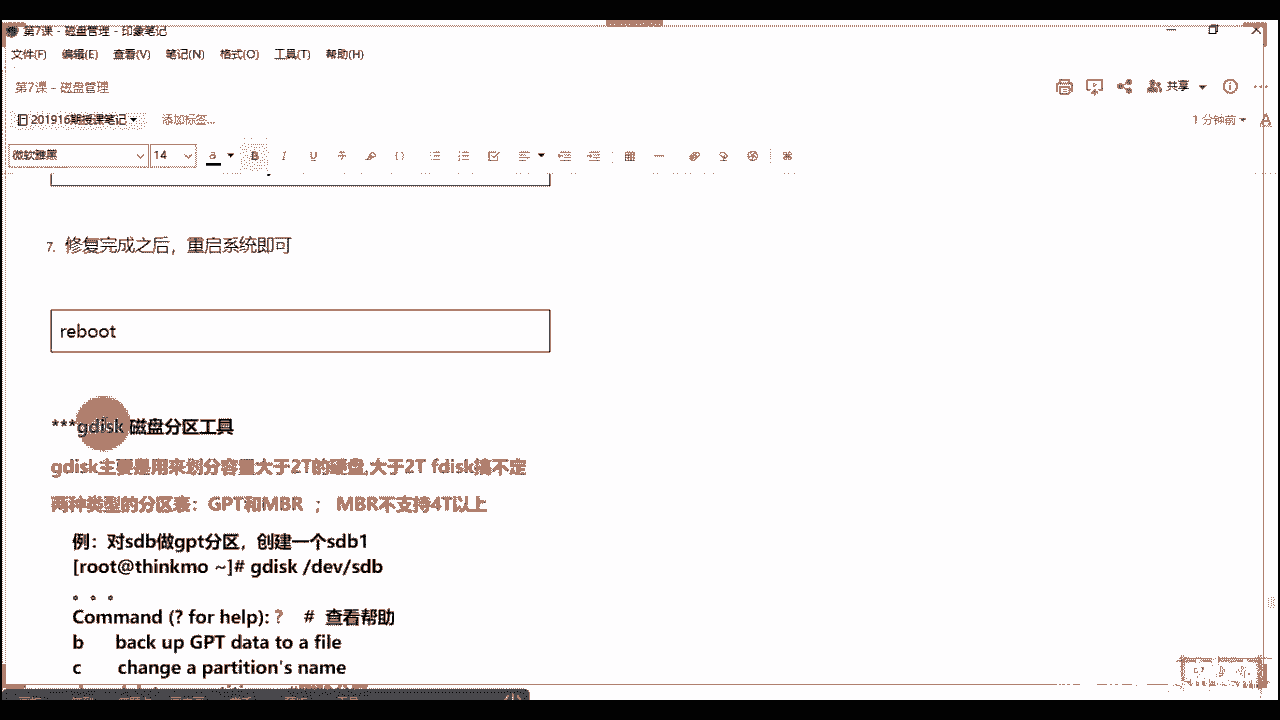 第7课 - 磁盘管理 - 印象笔记
文件(F) 编辑(E) 查看(V) 笔记(N) 格式(O) 工具(T) 帮助(H)
第7课 - 磁盘管理
共享
201916期授课笔记
添加标签...
1 分钟前
微软雅黑
14
7. 修复完成之后，重启系统即可
reboot
***gdisk 磁盘分区工具
gdisk主要是用来划分容量大于2T的硬盘,大于2T fdisk搞不定
两种类型的分区表：GPT和MBR ； MBR不支持4T以上
例：对sdb做gpt分区，创建一个sdb1
[root@thinkmo ~]# gdisk /dev/sdb
。。。
Command (? for help): ? # 查看帮助
b back up GPT data to a file
c change a partition's name